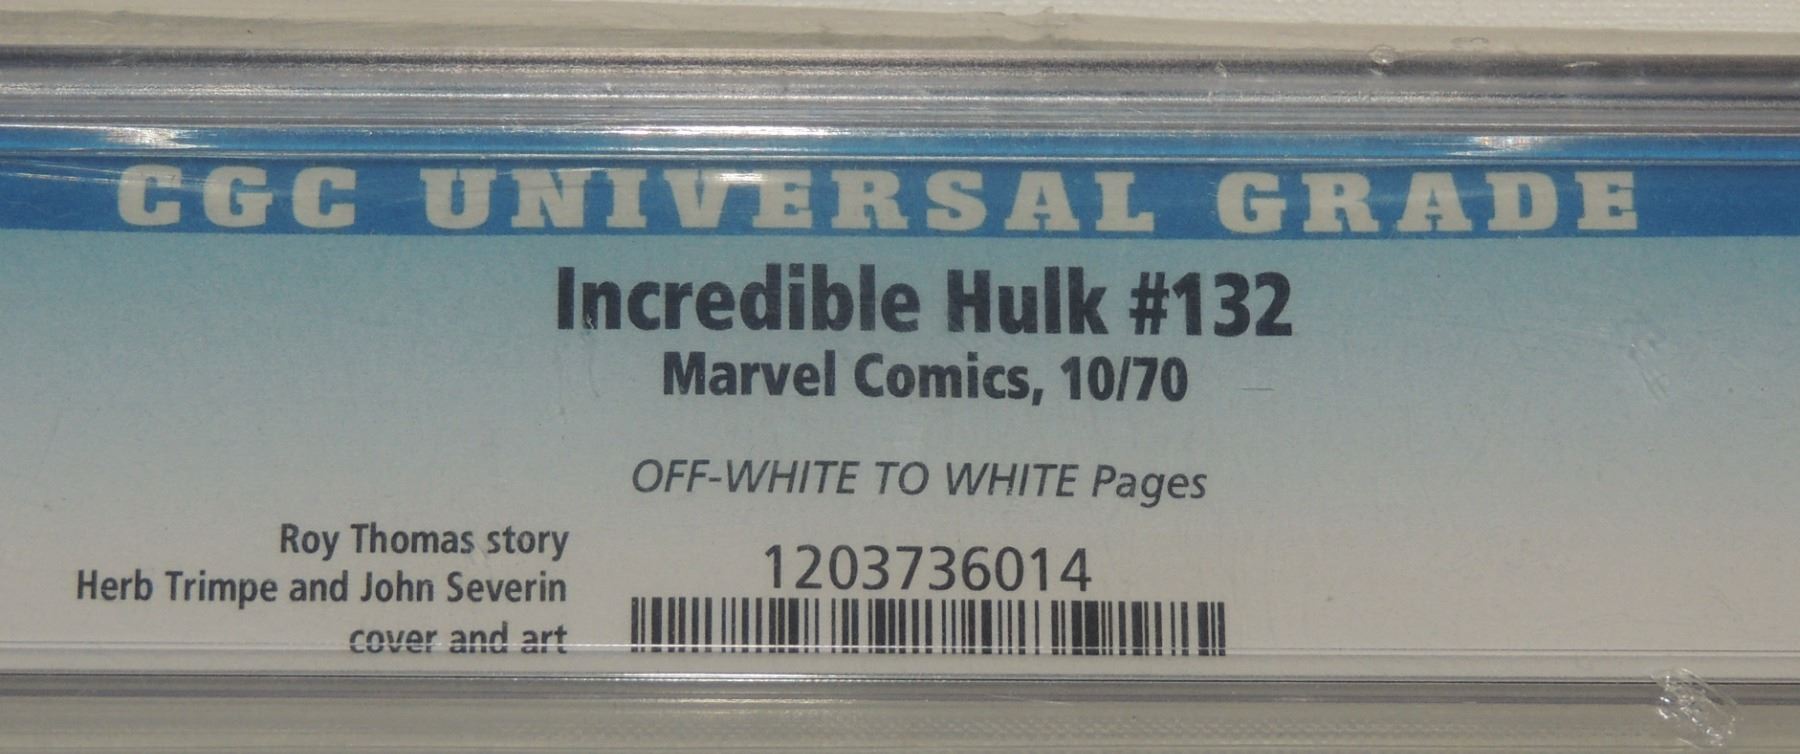 CGC UNIVERSAL GRADE
Incredible Hulk #132
Marvel Comics, 10/70
OFF-WHITE TO WHITE Pages
Roy Thomas story
Herb Trimpe and John Severin
cover and art
1203736014